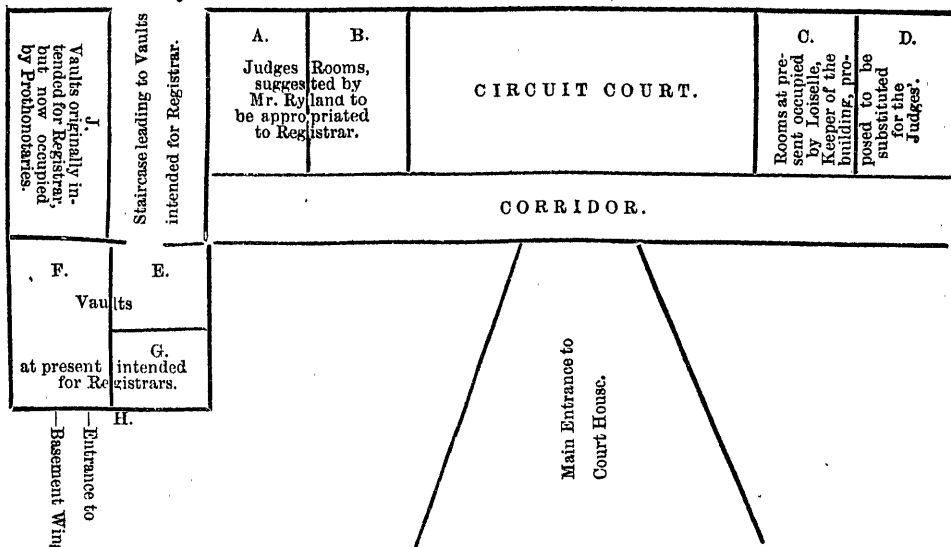 J.
Vaults originally in-
tended for Registrar,
but now occupied
by Prothonotaries.
Staircase leading to Vaults
intended for Registrar.
A.
B.
Judges Rooms,
suggested by
Mr. Ryland to
be appropriated
to Registrar.
CIRCUIT COURT.
C.
D.
Rooms at pre-
sent occupied
by Loiselle,
Keeper of the
building, pro-
posed to be
substituted
for the
Judges'.
CORRIDOR.
F.
E.
Vaults
G.
at present intended
for Registrars.
H.
—Entrance to
—Basement Wing
Main Entrance to
Court House.